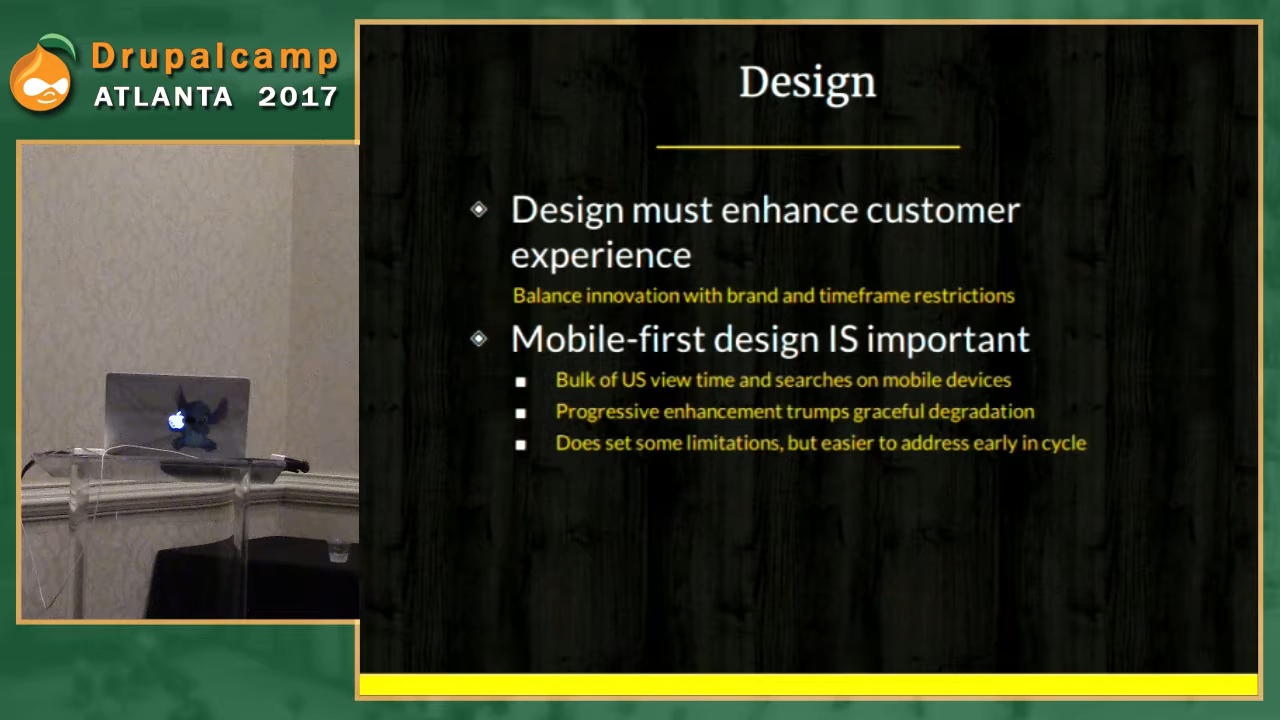 Drupalcamp
ATLANTA 2017
Design
Design must enhance customer
experience
Balance innovation with brand and timeframe restrictions
Mobile-first design IS important
Bulk of US view time and searches on mobile devices
Progressive enhancement trumps graceful degradation
Does set some limitations, but easier to address early in cycle